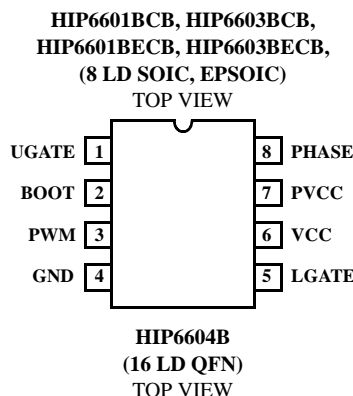 HIP6601BCB, HIP6603BCB,
HIP6601BECB, HIP6603BECB,
(8 LD SOIC, EPSOIC)
TOP VIEW
UGATE 1 8 PHASE
BOOT 2 7 PVCC
PWM 3 6 VCC
GND 4 5 LGATE
HIP6604B
(16 LD QFN)
TOP VIEW